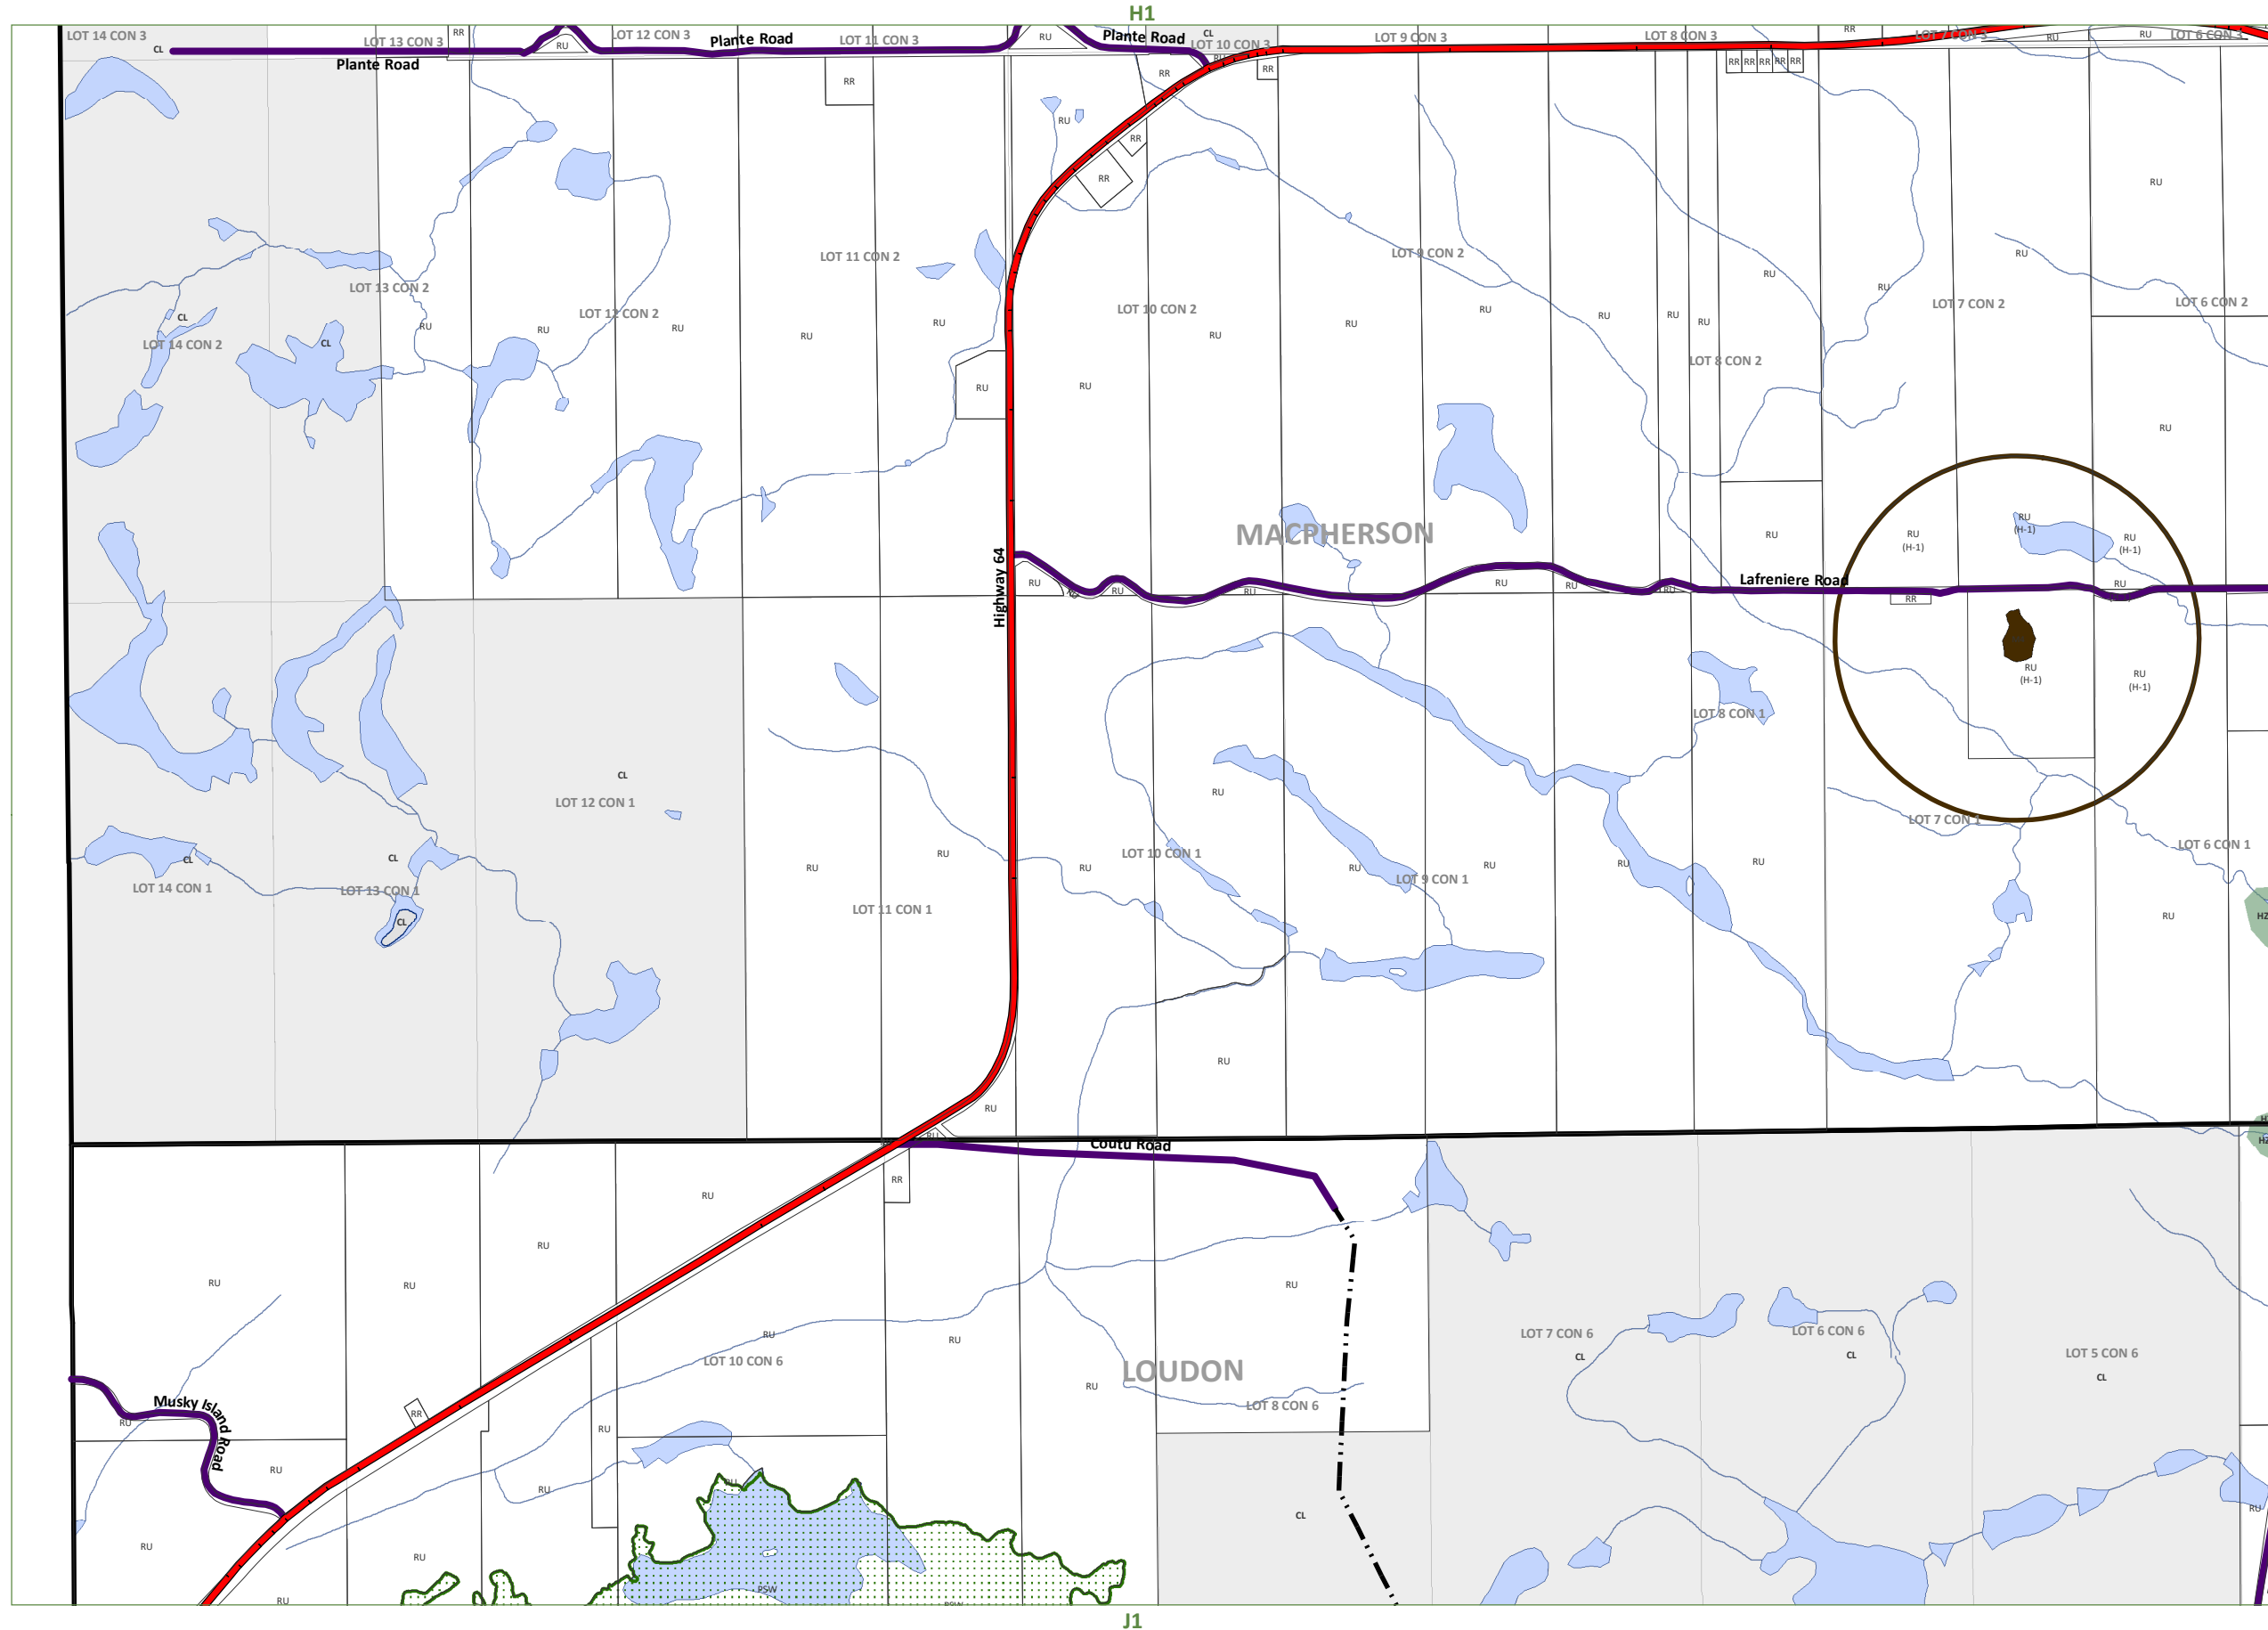 H1
LOT 14 CON 3
CL
LOT 13 CON 3
RR
RU
LOT 12 CON 3
Plante Road
LOT 11 CON 3
RU
Plante Road
CL
LOT 10 CON 3
LOT 9 CON 3
LOT 8 CON 3
RR
LOT 7 CON 3
RU
RU
LOT 6 CON 3
Plante Road
RR
RR
RR
RR RR RR RR RR
RU
RR
RR
RU
LOT 11 CON 2
LOT 9 CON 2
RU
RU
LOT 13 CON 2
RU
LOT 7 CON 2
LOT 6 CON 2
CL
LOT 12 CON 2
LOT 10 CON 2
RU
RU
RU
RU
RU
RU
RU
RU
RU
RU
RU
RU
LOT 14 CON 2
CL
LOT 8 CON 2
RU
RU
RU
MACPHERSON
RU
RU
(H-1)
RU
(H-1)
RU
(H-1)
Highway 64
RU
RU
RU
RU
RU
RU
Lafreniere Road
RU
RR
RU
(H-1)
RU
(H-1)
LOT 8 CON 1
CL
LOT 12 CON 1
RU
LOT 7 CON 1
LOT 6 CON 1
CL
CL
RU
RU
RU
LOT 10 CON 1
RU
RU
RU
RU
LOT 14 CON 1
LOT 13 CON 1
LOT 9 CON 1
CL
LOT 11 CON 1
RU
HZ
RU
RU
RU
Coutu Road
HZ
RR
RU
RU
RU
RU
RU
RU
RU
LOT 10 CON 6
LOUDON
LOT 7 CON 6
CL
LOT 6 CON 6
CL
LOT 5 CON 6
CL
RU
LOT 8 CON 6
Musky Island Road
RU
RR
RU
RU
RU
RU
CL
RU
RU
RU
PSW
RU
J1